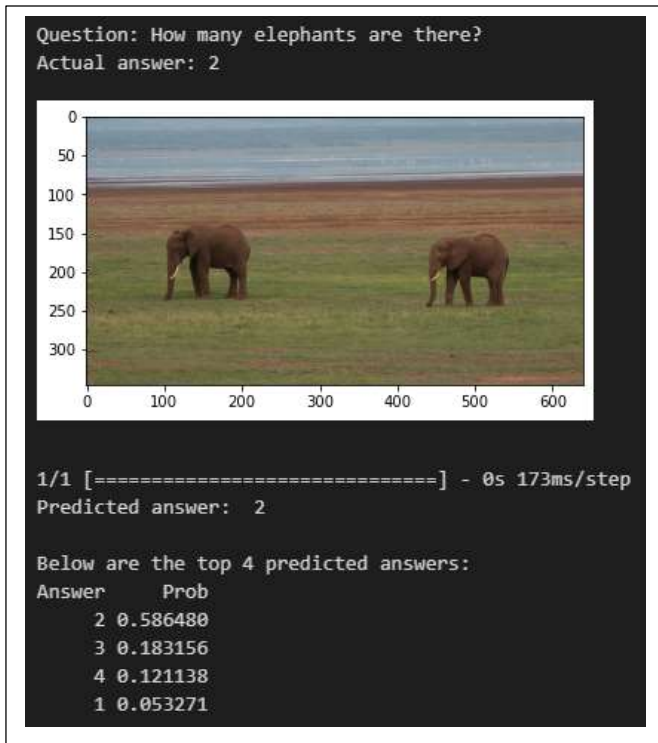 Question: How many elephants are there?
Actual answer: 2
0
50
100
150
200
250
300
0 100 200 300 400 500 600
1/1 [==============================] - 0s 173ms/step
Predicted answer:  2
Below are the top 4 predicted answers:
Answer     Prob
2 0.586480
3 0.183156
4 0.121138
1 0.053271